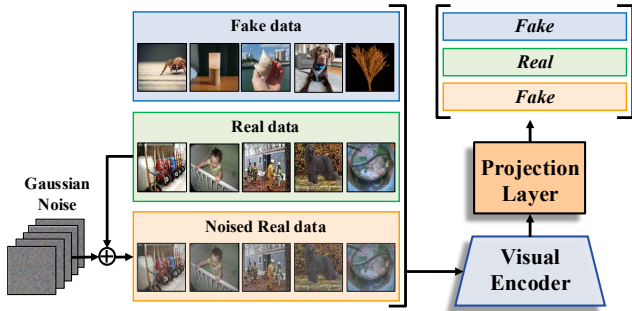 Fake data
Real data
Gaussian
Noise
Noised Real data
Fake
Real
Fake
Projection
Layer
Visual
Encoder